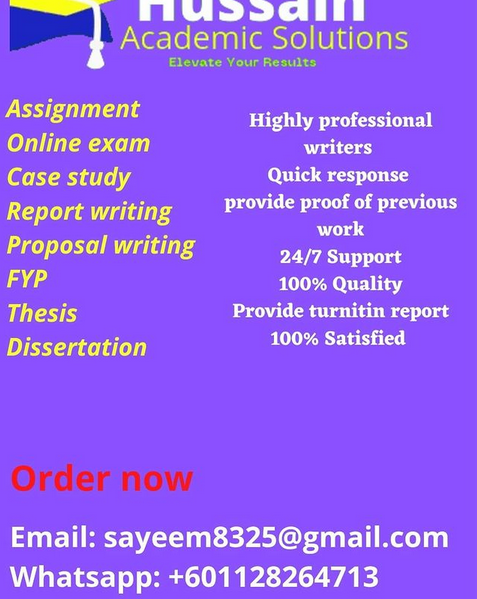 Hussain
Academic Solutions
Elevate Your Results
Assignment
Online exam
Case study
Report writing
Proposal writing
FYP
Thesis
Dissertation
Highly professional
writers
Quick response
provide proof of previous
work
24/7 Support
100% Quality
Provide turnitin report
100% Satisfied
Order now
Email: sayeem8325@gmail.com
Whatsapp: +601128264713